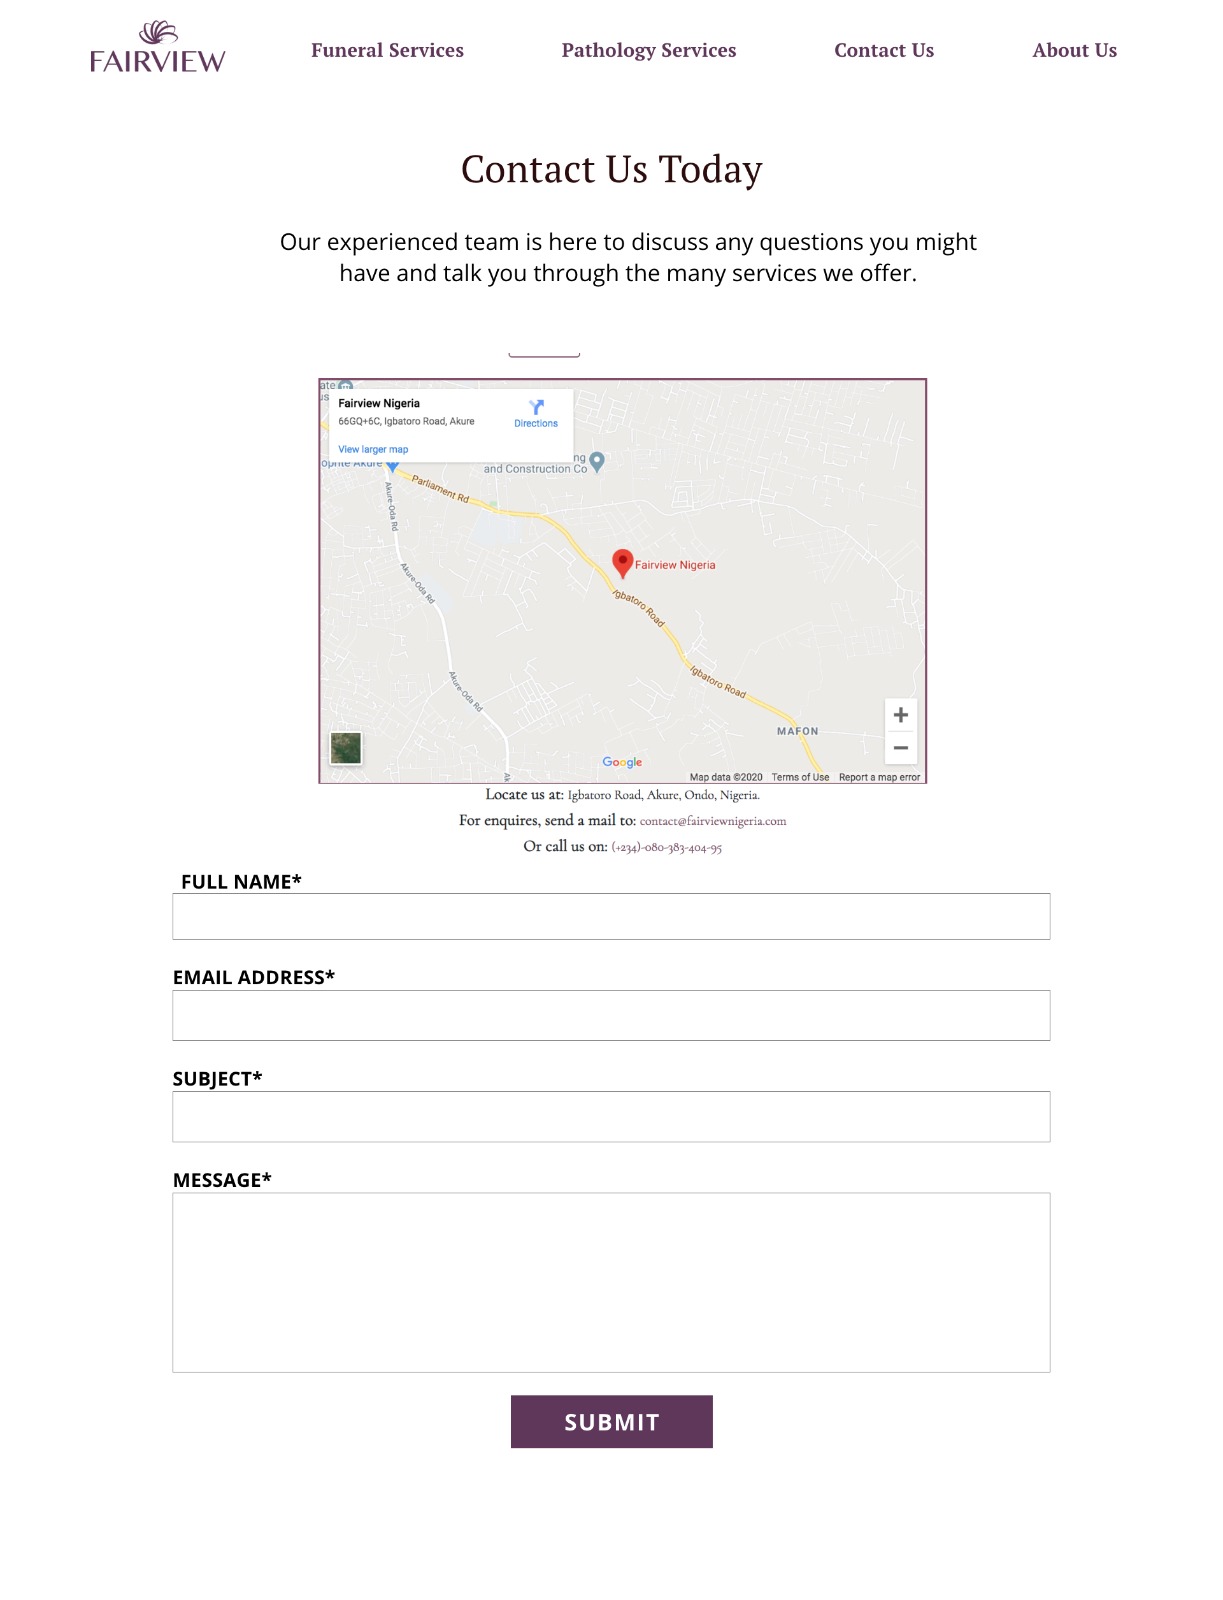 FAIRVIEW
Funeral Services
Pathology Services
Contact Us
About Us
Contact Us Today
Our experienced team is here to discuss any questions you might
have and talk you through the many services we offer.
Fairview Nigeria
66GQ+6C, Igbatoro Road, Akure
Directions
View larger map
and Construction Co
Parliament Rd
Akure-Oda Rd
Akure-Oda Rd
Akure-Oda Rd
Fairview Nigeria
Igbatoro Road
Igbatoro Road
MAFON
Google
Map data ©2020 Terms of Use Report a map error
Locate us at: Igbatoro Road, Akure, Ondo, Nigeria.
For enquires, send a mail to: contact@fairviewnigeria.com
Or call us on: (+234)-080-383-404-95
FULL NAME*
EMAIL ADDRESS*
SUBJECT*
MESSAGE*
SUBMIT